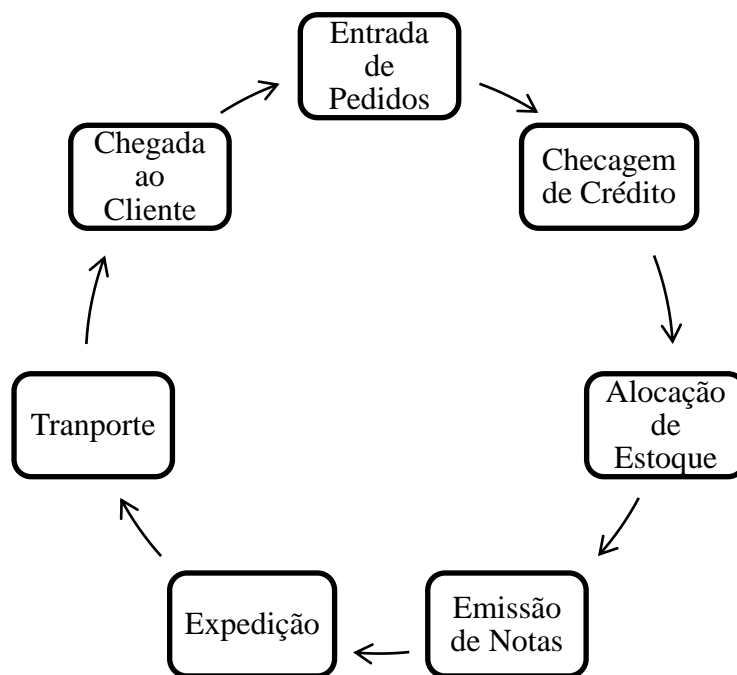 Entrada
de
Pedidos
Checagem
de Crédito
Alocação
de
Estoque
Emissão
de Notas
Expedição
Tranporte
Chegada
ao
Cliente